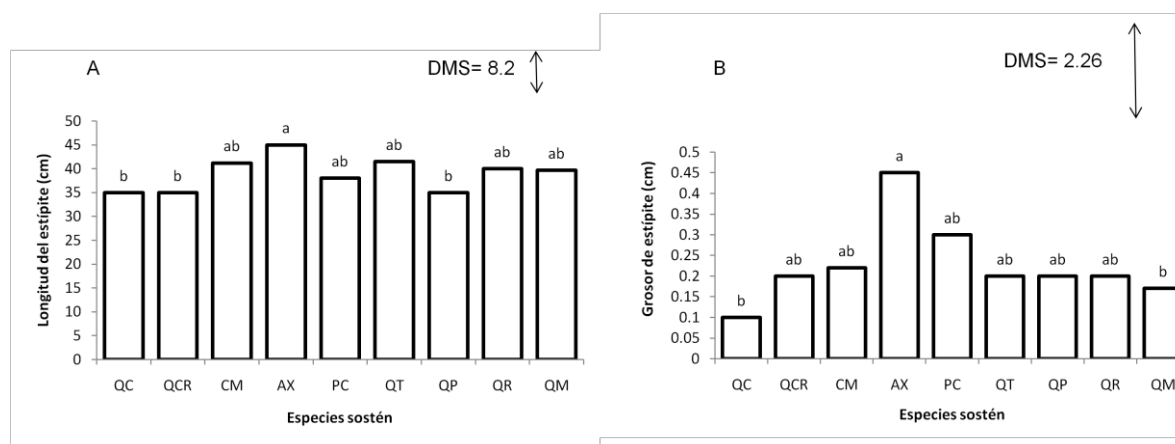 A
DMS= 8.2
Longitud del estípite (cm)
50
45
40
35
30
25
20
15
10
5
0
b
b
ab
a
ab
ab
b
ab
ab
QC QCR CM AX PC QT QP QR QM
Especies sostén
B
DMS= 2.26
Grosor de estípite (cm)
0.5
0.45
0.4
0.35
0.3
0.25
0.2
0.15
0.1
0.05
0
b
ab
ab
a
ab
ab
ab
ab
b
QC QCR CM AX PC QT QP QR QM
Especies sostén